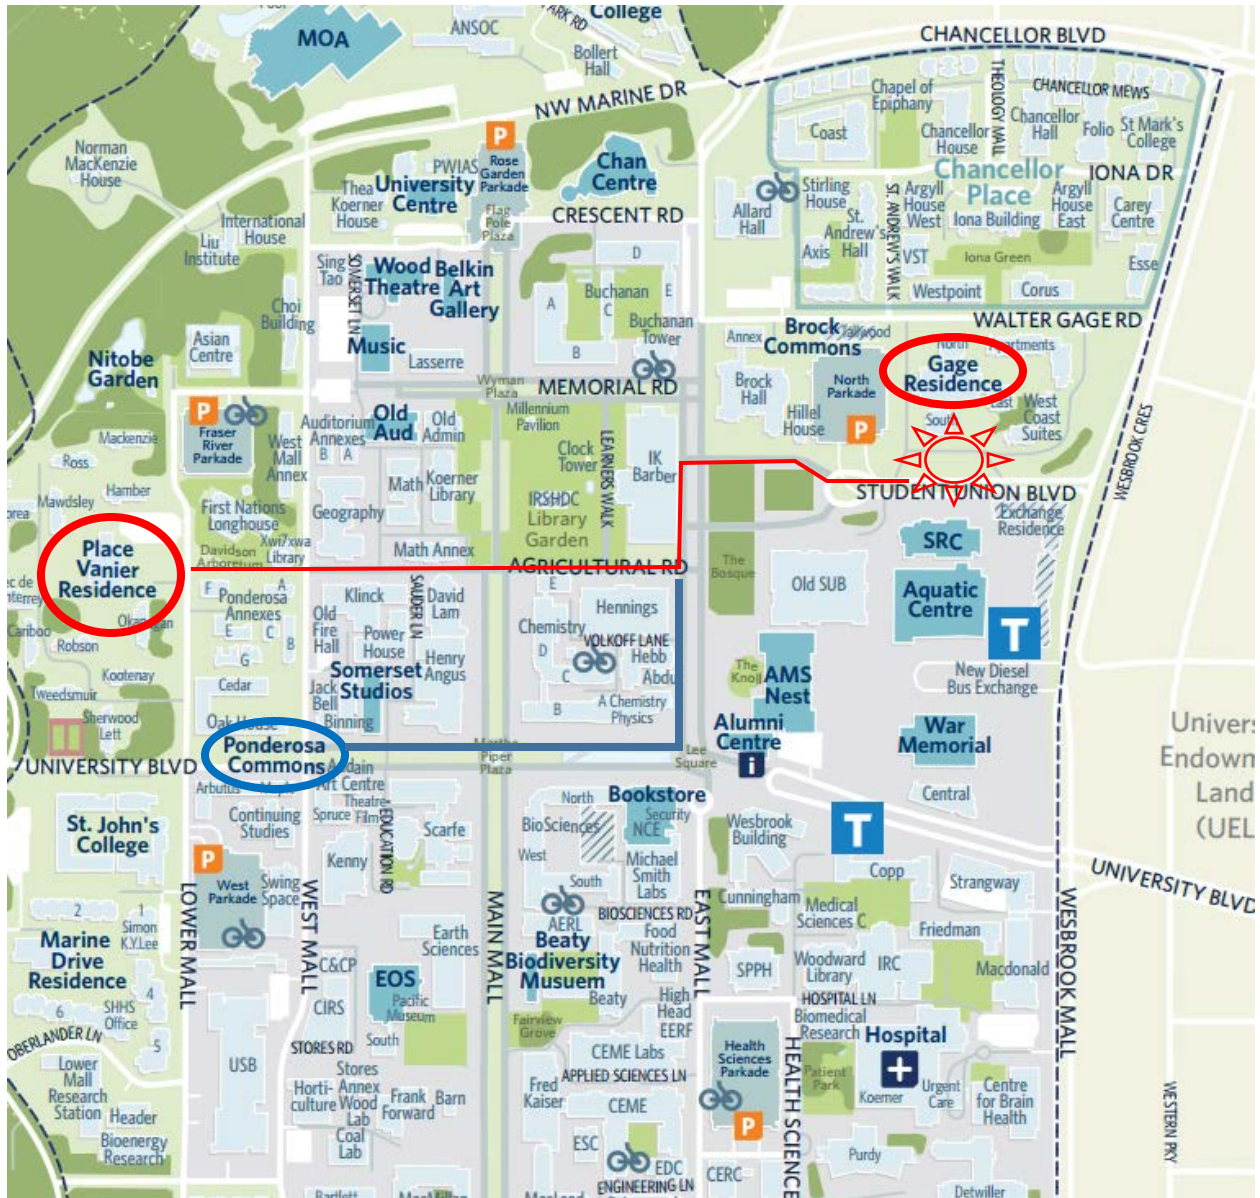 College
PARK RD
MOA
ANSOC
Bollert
Hall
CHANCELLOR BLVD
NW MARINE DR
THEOLOGY MALL
CHANCELLOR MEWS
Chapel of
Epiphany
Coast
Chancellor
House
Chancellor
Hall
Folio
St Mark's
College
Chancellor
Place
IONA DR
Norman
MacKenzie
House
P
PWIAS
Rose
Garden
Parkade
Thea
Koerner
House
University
Centre
Flag
Pole
Plaza
Chan
Centre
CRESCENT RD
Allard
Hall
Stirling
House
St.
Andrew's
Hall
Axis
ST. ANDREW'S WALK
Argyll
House
West
Iona Building
Argyll
House
East
Carey
Centre
VST
Iona Green
Esse
Westpoint
Corus
WALTER GAGE RD
International
House
Liu
Institute
Sing
Tao
SOMERSET LN
Wood
Theatre
Belkin
Art
Gallery
D
Buchanan
A
C
E
B
Buchanan
Tower
Choi
Building
Music
Lasserre
Asian
Centre
Nitobe
Garden
Wyman
Plaza
MEMORIAL RD
Annex
Brock
Commons
Tallwood
Brock
Hall
North
Parkade
Hillel
House
P
North
Apartments
Gage
Residence
South
East
West
Coast
Suites
WESBROOK CRES
P
Fraser
River
Parkade
West
Mall
Annex
Auditorium
Annexes
B A
Old
Aud
Old
Admin
Millennium
Pavilion
Clock
Tower
LEARNERS WALK
IK
Barber
Mackenzie
Ross
Hamber
Mawdsley
Math
Koerner
Library
IRSHDC
Library
Garden
Geography
First Nations
Longhouse
Xwi7xwa
Library
Davidson
Arboretum
Math Annex
AGRICULTURAL RD
STUDENT UNION BLVD
Exchange
Residence
Place
Vanier
Residence
Okanagan
Cariboo
Robson
Kootenay
Tweedsmuir
Sherwood
Lett
F
A
Ponderosa
Annexes
E
C
B
G
Cedar
Oak House
Klinck
Old
Fire
Hall
Power
House
SAUDER LN
David
Lam
Henry
Angus
Somerset
Studios
Jack
Bell
Binning
E
Chemistry
D
C
B
Hennings
VOLKOFF LANE
Hebb
A Chemistry
Physics
The
Bosque
Old SUB
SRC
Aquatic
Centre
T
New Diesel
Bus Exchange
The
Knoll
AMS
Nest
Alumni
Centre
i
War
Memorial
Central
Lee
Square
Martha
Piper
Plaza
Ponderosa
Commons
Audain
Art Centre
UNIVERSITY BLVD
Arbutus
Maple
Continuing
Studies
Theatre-
Film
Spruce
EDUCATION RD
Scarfe
Kenny
St. John's
College
P
West
Parkade
Swing
Space
North
BioSciences
West
South
Bookstore
Security
NCE
Michael
Smith
Labs
BIOSCIENCES RD
Wesbrook
Building
T
Copp
Strangway
UNIVERSITY BLVD
Cunningham
Medical
Sciences C
Friedman
Macdonald
LOWER MALL
WEST MALL
MAIN MALL
EAST MALL
WESBROOK MALL
2
1
Simon
K.Y.Lee
Marine
Drive
Residence
4
SHHS
Office
6
5
OBERLANDER LN
C&CP
CIRS
EOS
Pacific
Museum
South
Earth
Sciences
AERL
Beaty
Biodiversity
Musuem
Beaty
Food
Nutrition
Health
High
Head
EERF
SPPH
Woodward
Library
IRC
HOSPITAL LN
Biomedical
Research
Hospital
Fairview
Grove
CEME Labs
APPLIED SCIENCES LN
Health
Sciences
Parkade
P
HEALTH SCIENCE
Patient
Park
Koerner
Urgent
Care
Centre
for Brain
Health
Lower
Mall
Research
Station
Header
Bioenergy
Research
USB
STORES RD
Horti-
culture
Stores
Annex
Wood
Lab
Coal
Lab
Frank
Forward
Barn
Fred
Kaiser
CEME
ESC
EDC
ENGINEERING LN
CERC
Purdy
Detwiller
Bartlett
WESTERN PKY
Univers
Endowm
Land
(UEL